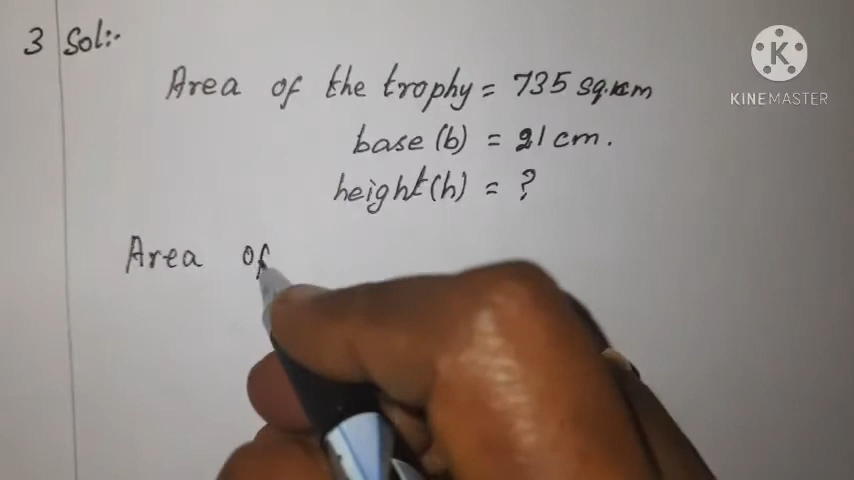 3 Sol:-
K
KINEMASTER
Area of the trophy = 735 sq.cm
base (b) = 21 cm.
height (h) = ?
Area of